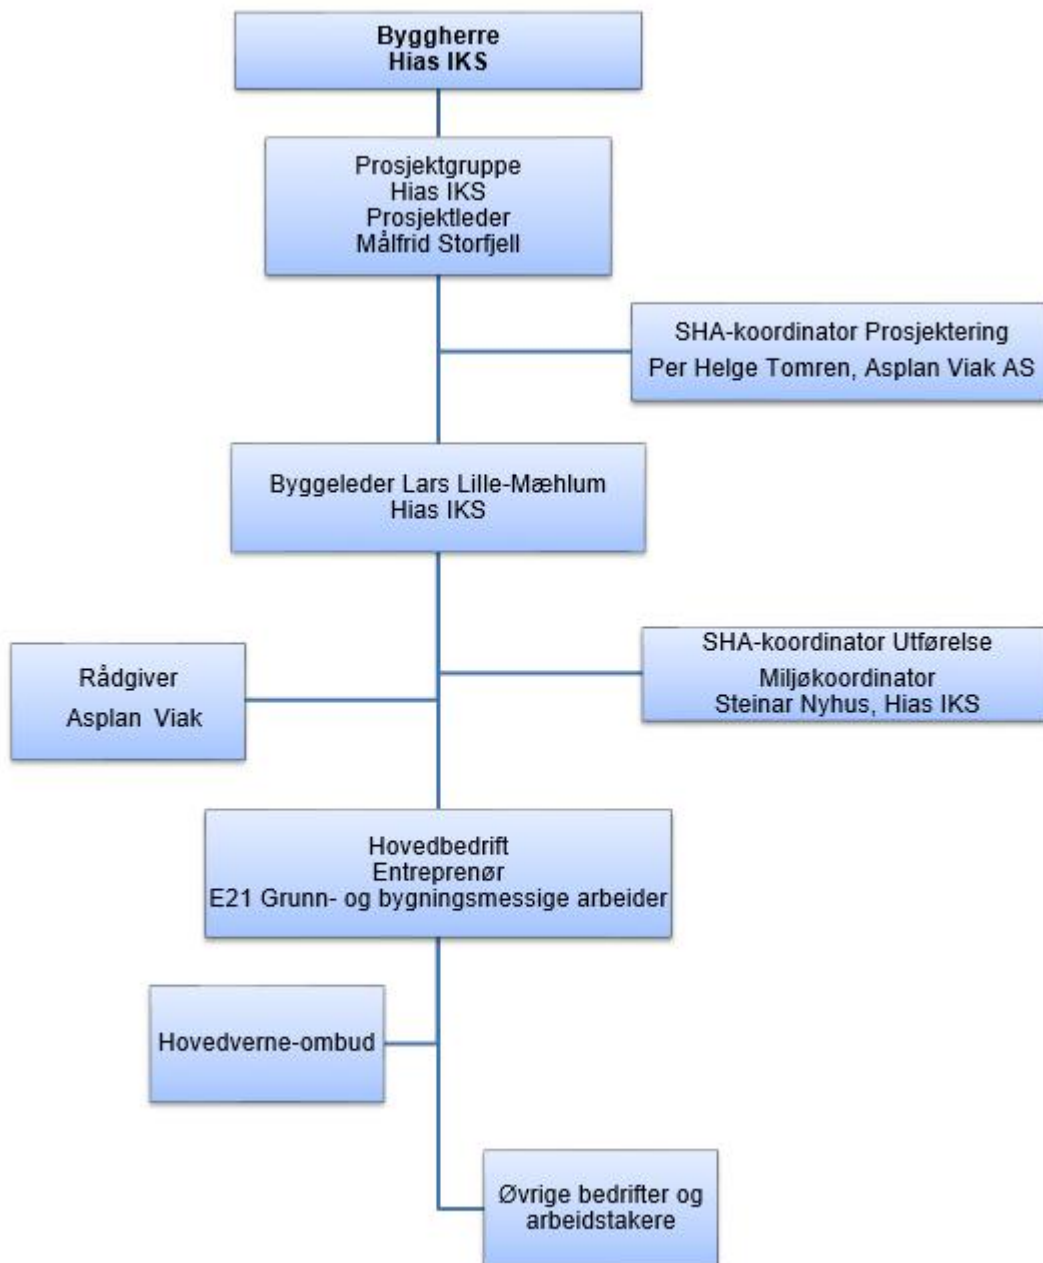 Byggherre
Hias IKS
Prosjektgruppe
Hias IKS
Prosjektleder
Målfrid Storfjell
SHA-koordinator Prosjektering
Per Helge Tomren, Asplan Viak AS
Byggeleder Lars Lille-Mæhlum
Hias IKS
Rådgiver
Asplan Viak
SHA-koordinator Utførelse
Miljøkoordinator
Steinar Nyhus, Hias IKS
Hovedbedrift
Entreprenør
E21 Grunn- og bygningsmessige arbeider
Hovedverne-ombud
Øvrige bedrifter og
arbeidstakere